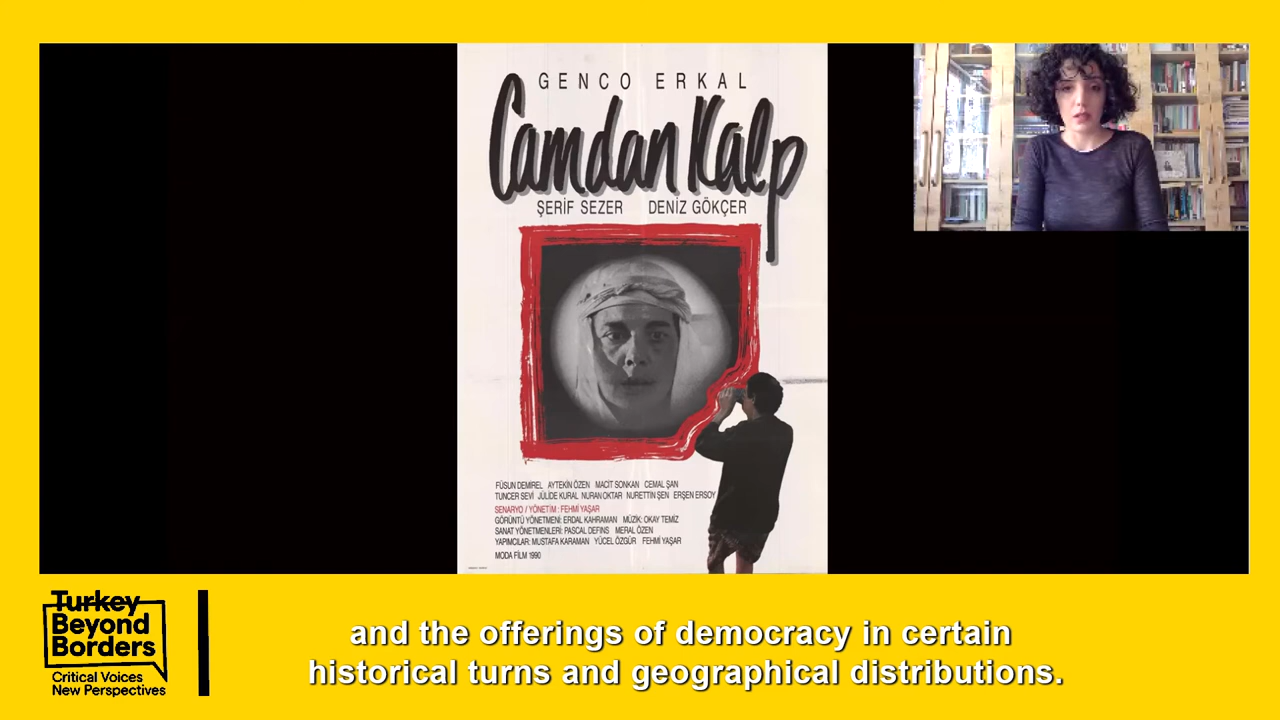 GENCO ERKAL
Camdan Kalp
ŞERİF SEZER DENİZ GÖKÇER
FÜSUN DEMİREL AYTEKİN ÖZEN MACİT SONKAN CEMAL ŞAN
TUNCER SEVİ JÜLİDE KURAL NURAN OKTAR NURETTİN ŞEN ERŞEN ERSOY
SENARYO / YÖNETİM : FEHMİ YAŞAR
GÖRÜNTÜ YÖNETMENİ: ERDAL KAHRAMAN MÜZİK: OKAY TEMİZ
SANAT YÖNETMENLERİ: PASCAL DEFINS MERAL ÖZEN
YAPIMCILAR: MUSTAFA KARAMAN YÜCEL ÖZGÜR FEHMİ YAŞAR
MODA FİLM 1990
Turkey
Beyond
Borders
Critical Voices
New Perspectives
and the offerings of democracy in certain
historical turns and geographical distributions.